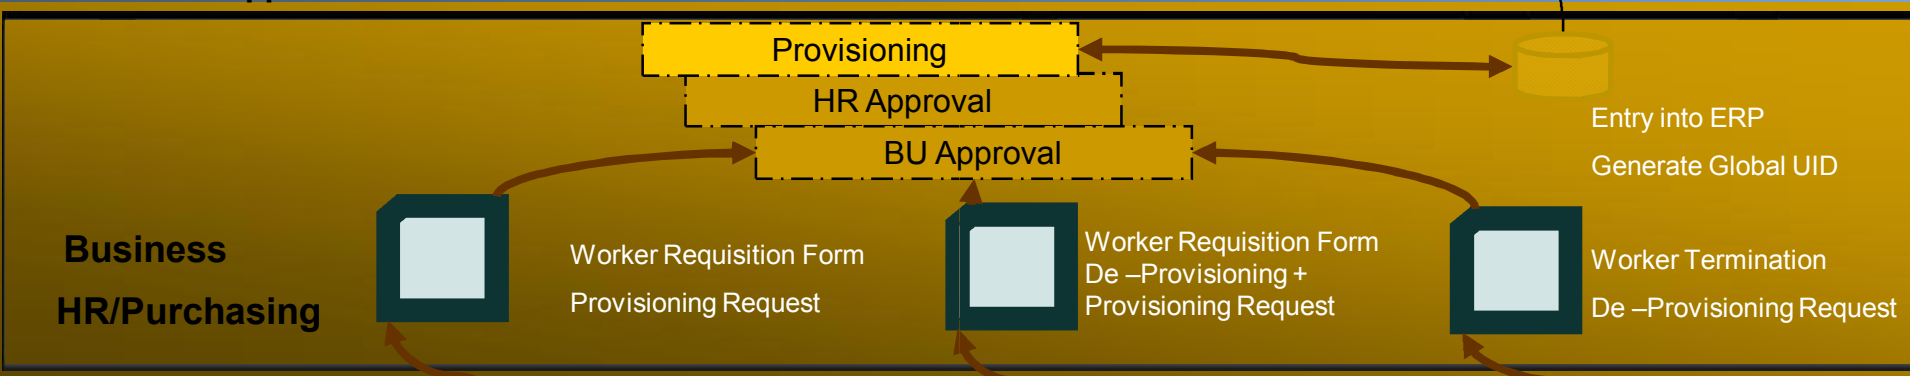 Provisioning
HR Approval
BU Approval
Entry into ERP
Generate Global UID
Business
HR/Purchasing
Worker Requisition Form
Provisioning Request
Worker Requisition Form
De –Provisioning +
Provisioning Request
Worker Termination
De –Provisioning Request